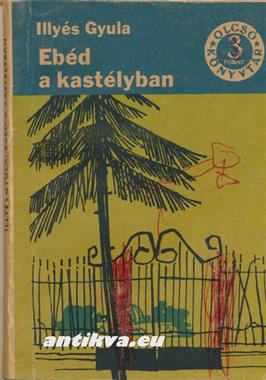 Illyés Gyula
Ebéd
a kastélyban
OLCSÓ
KÖNYVTÁR
3
FORINT
ILLYÉS GYULA: EBÉD A KASTÉLYBAN
antikva.eu